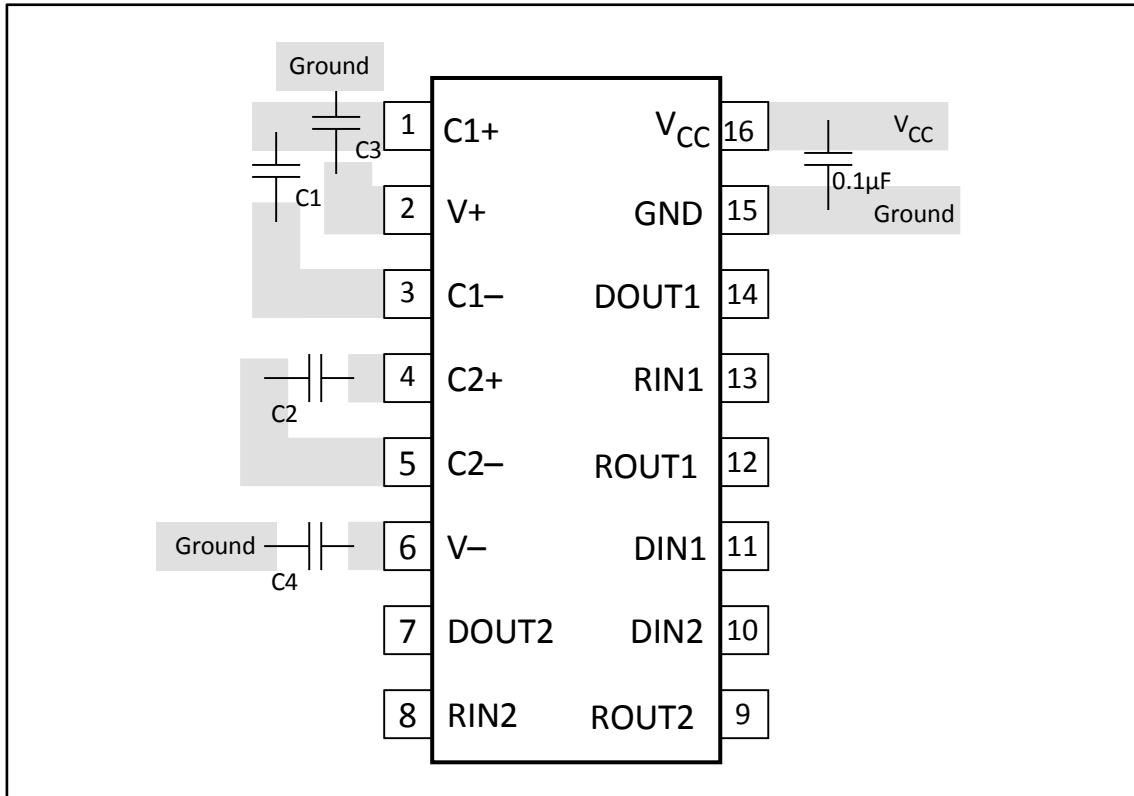 Ground
1 C1+ VCC 16 VCC
C3
C1 0.1µF
2 V+ GND 15 Ground
3 C1– DOUT1 14
4 C2+ RIN1 13
C2
5 C2– ROUT1 12
Ground 6 V– DIN1 11
C4
7 DOUT2 DIN2 10
8 RIN2 ROUT2 9